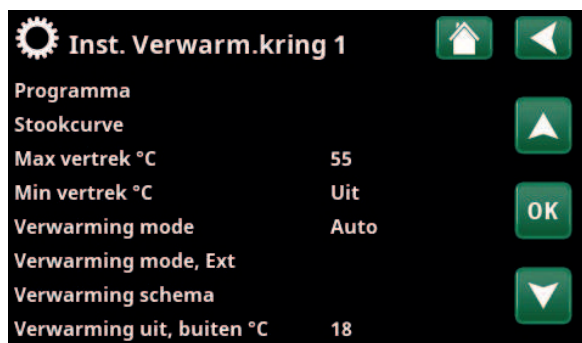 Inst. Verwarm.kring 1
Programma
Stookcurve
Max vertrek °C 55
Min vertrek °C Uit
Verwarming mode Auto
OK
Verwarming mode, Ext
Verwarming schema
Verwarming uit, buiten °C 18